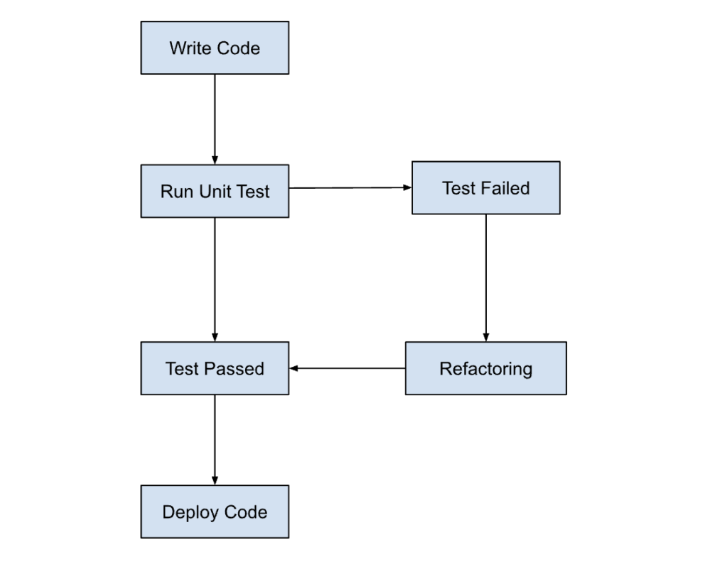 Write Code
Run Unit Test
Test Failed
Test Passed
Refactoring
Deploy Code